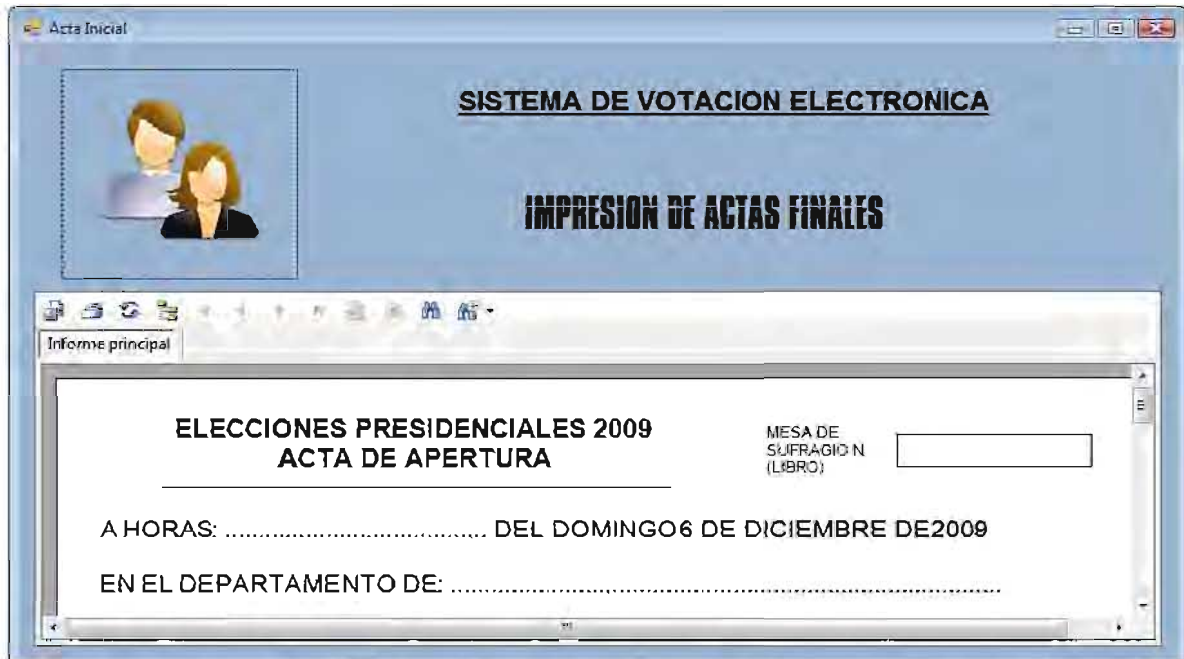 Acta Inicial
SISTEMA DE VOTACION ELECTRONICA
IMPRESION DE ACTAS FINALES
Informe principal
ELECCIONES PRESIDENCIALES 2009
ACTA DE APERTURA
MESA DE
SUFRAGIO N
(LIBRO)
A HORAS: ...................................... DEL DOMINGO6 DE DICIEMBRE DE2009
EN EL DEPARTAMENTO DE: ................................................................................